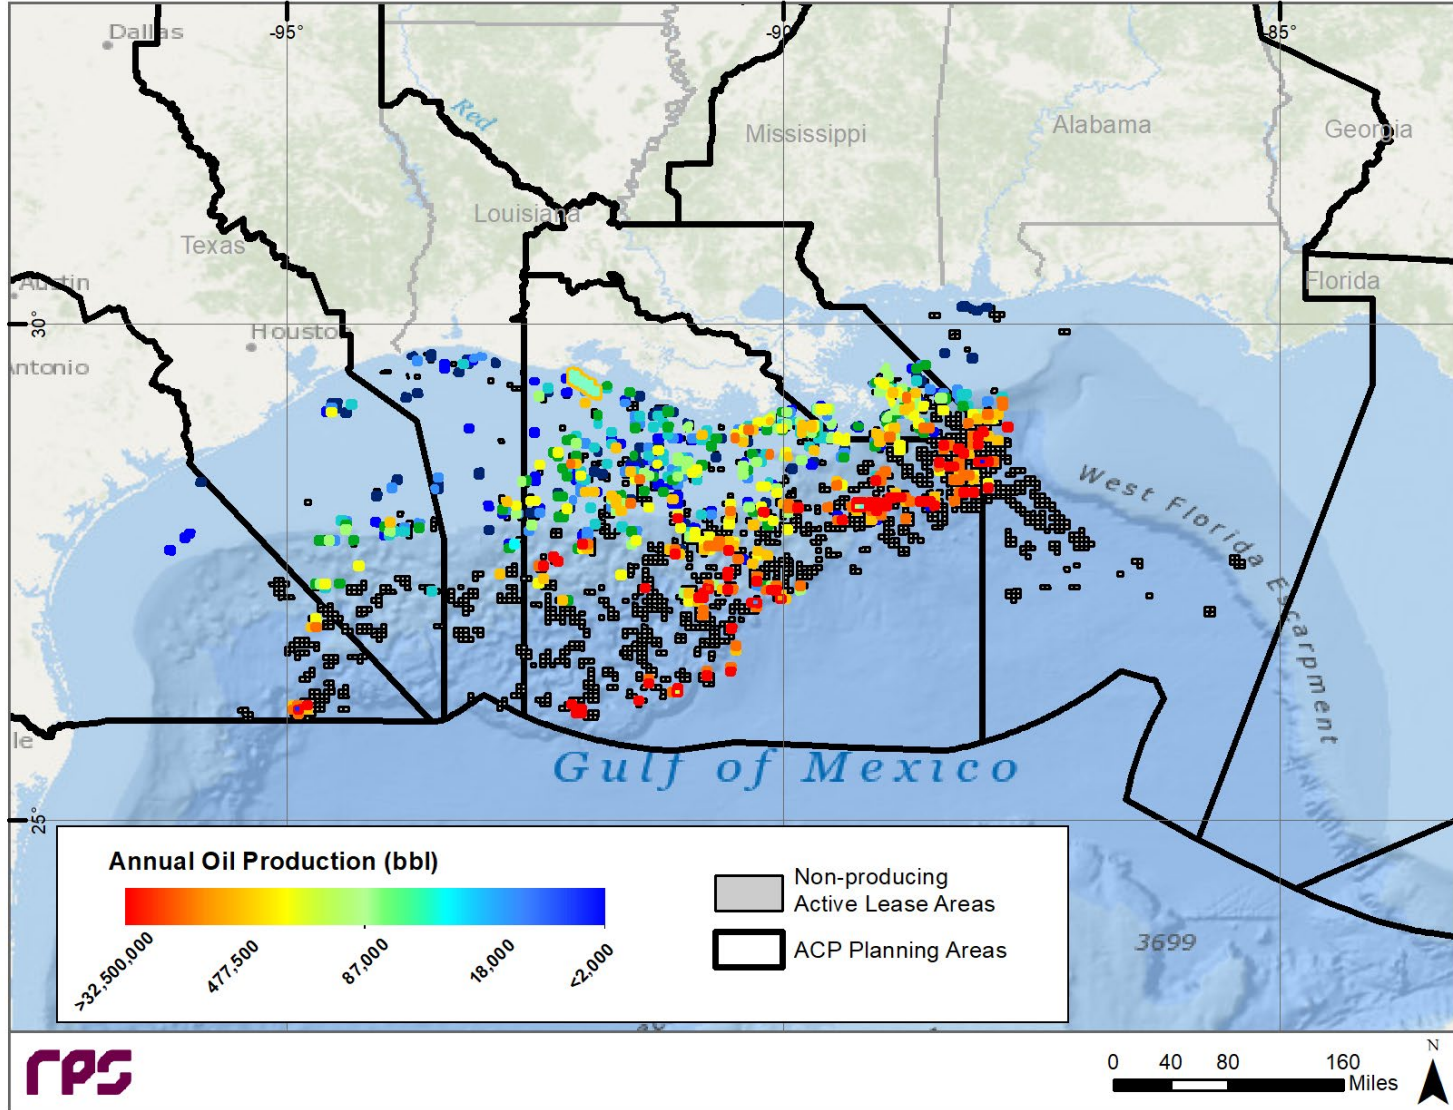 Dallas
-95°
-90°
-85°
Red
Mississippi
Alabama
Georgia
Louisiana
Texas
Austin
Florida
30°
Houston
ntonio
West Florida Escarpment
le
Gulf of Mexico
25°
Annual Oil Production (bbl)
>32,500,000
477,500
87,000
18,000
<2,000
Non-producing
Active Lease Areas
ACP Planning Areas
3699
rps
0 40 80 160
Miles
N